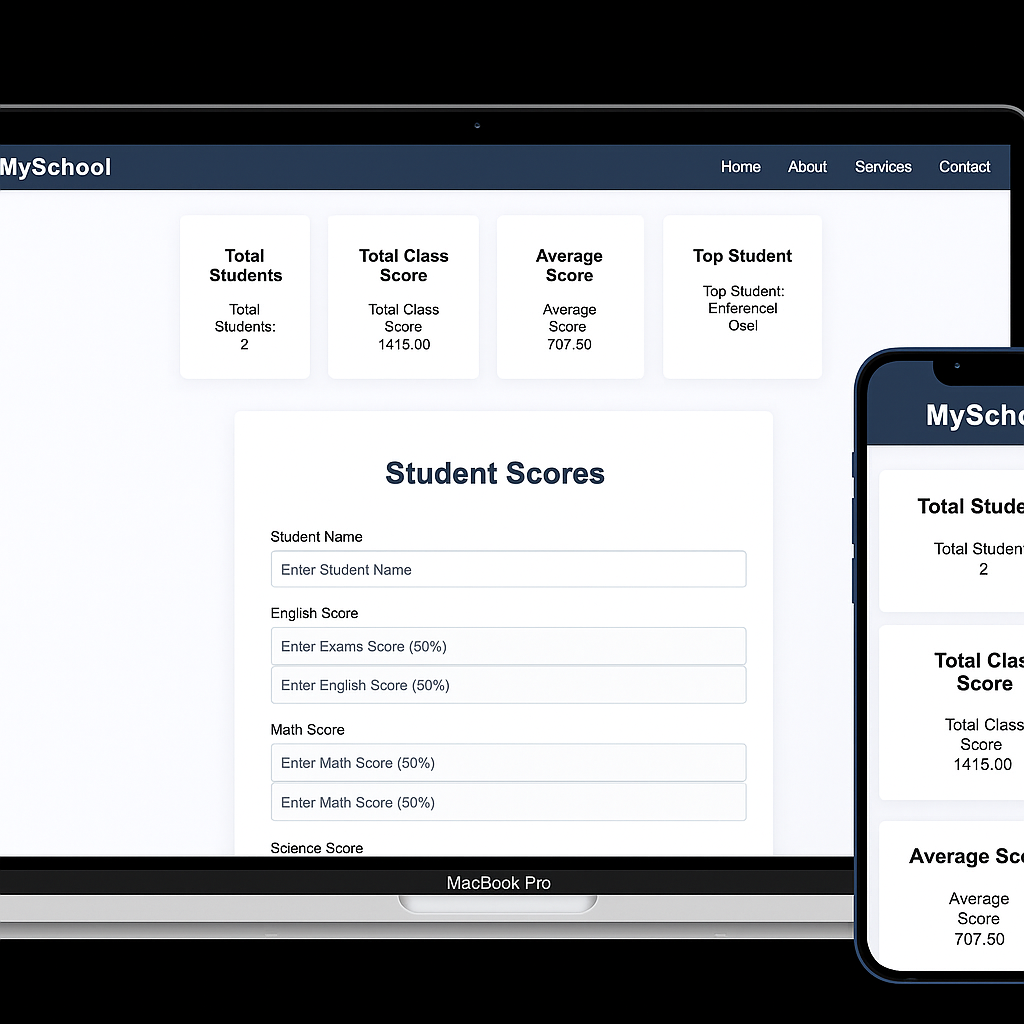 MySchool
Home About Services Contact
Total
Students
Total
Students:
2
Total Class
Score
Total Class
Score
1415.00
Average
Score
Average
Score
707.50
Top Student
Top Student:
Enferencel
Osel
Student Scores
Student Name
Enter Student Name
English Score
Enter Exams Score (50%)
Enter English Score (50%)
Math Score
Enter Math Score (50%)
Enter Math Score (50%)
Science Score
MacBook Pro
MyScho
Total Stude
Total Student
2
Total Clas
Score
Total Class
Score
1415.00
Average Sco
Average
Score
707.50